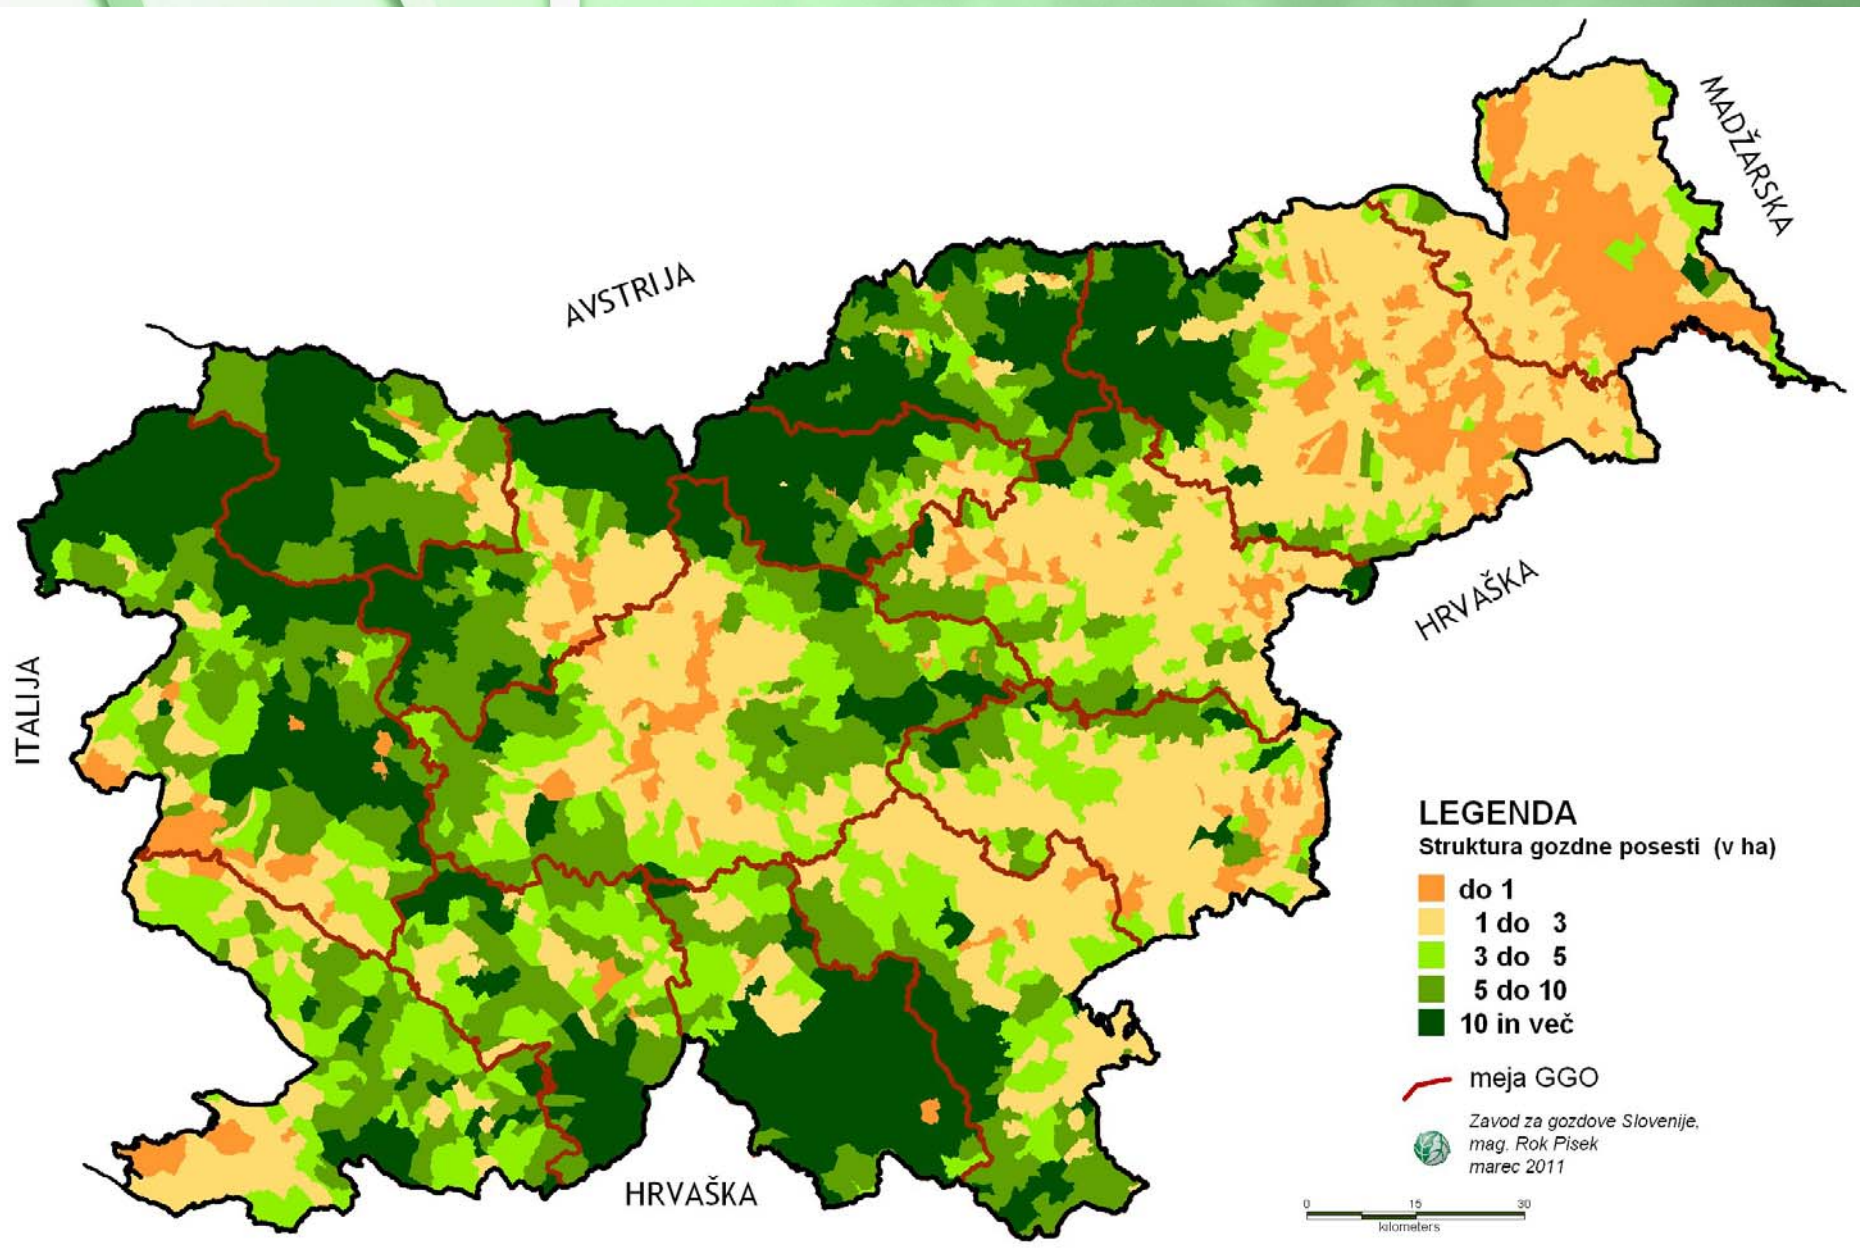 MADŽARSKA
AVSTRIJA
HRVAŠKA
ITALIJA
HRVAŠKA
LEGENDA
Struktura gozdne posesti (v ha)
do 1
1 do 3
3 do 5
5 do 10
10 in več
meja GGO
Zavod za gozdove Slovenije,
mag. Rok Pisek
marec 2011
0 15 30
kilometers